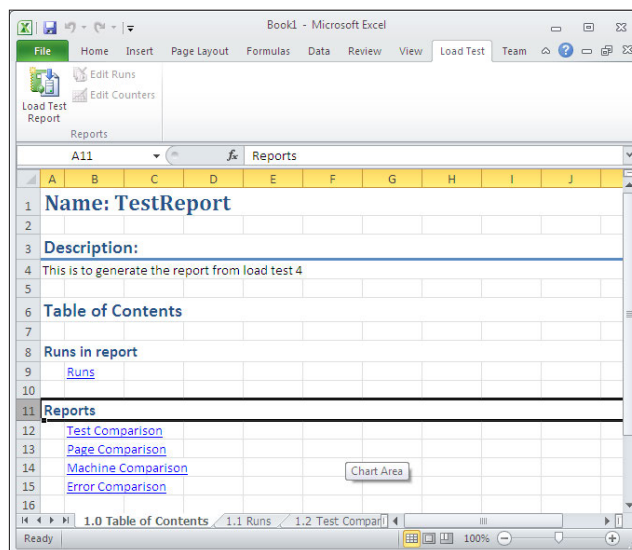 Book1 - Microsoft Excel
File Home Insert Page Layout Formulas Data Review View Load Test Team
Load Test Report
Edit Runs
Edit Counters
Reports
A11 fx Reports
A B C D E F G H I J
1 Name: TestReport
2
3 Description:
4 This is to generate the report from load test 4
5
6 Table of Contents
7
8 Runs in report
9 Runs
10
11 Reports
12 Test Comparison
13 Page Comparison
14 Machine Comparison
Chart Area
15 Error Comparison
16
1.0 Table of Contents 1.1 Runs 1.2 Test Compar
Ready 100%